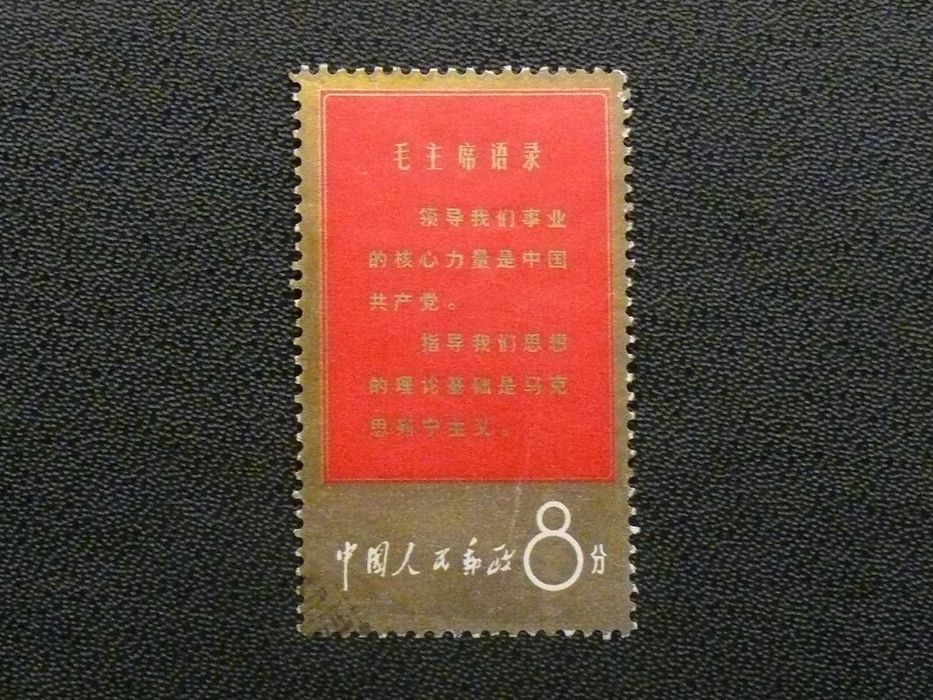 毛主席语录
领导我们事业
的核心力量是中国
共产党。
指导我们思想
的理论基础是马克
思列宁主义。
中国人民邮政 8分